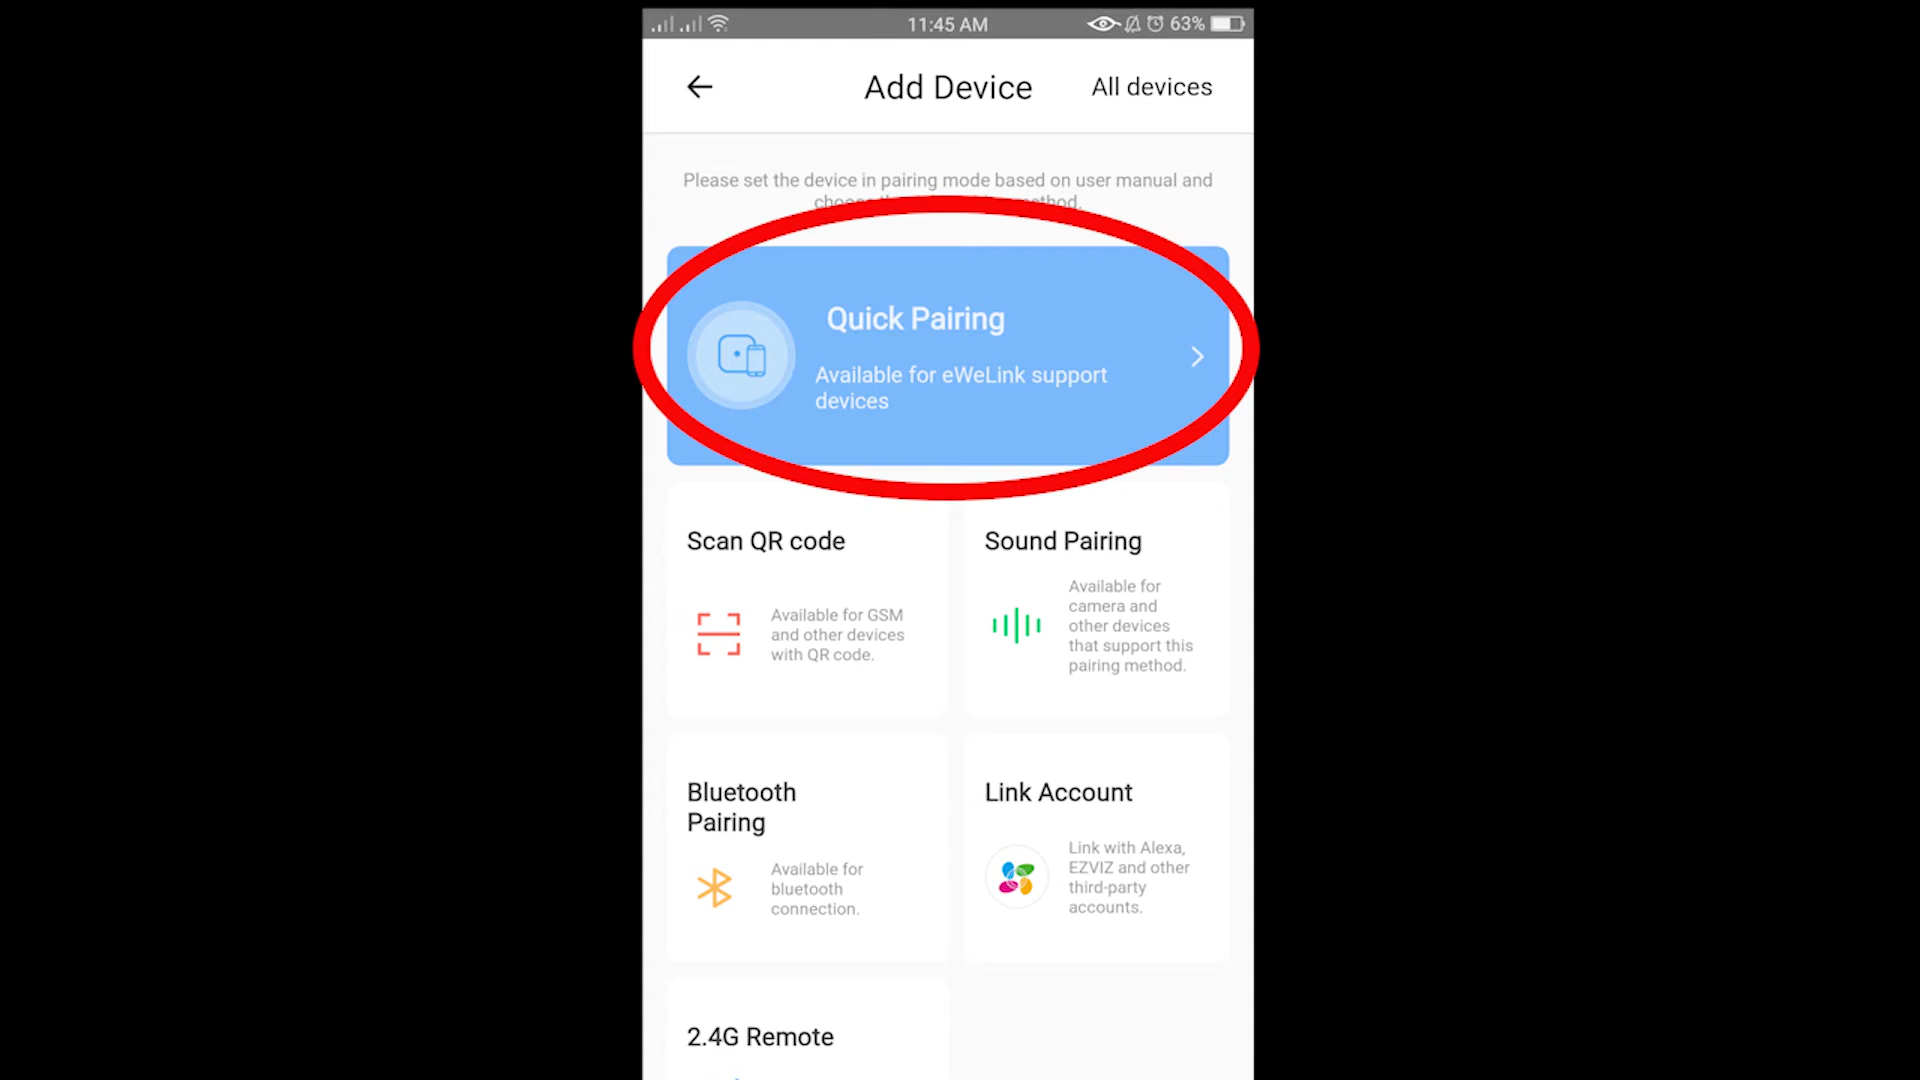 11:45 AM
63%
Add Device
All devices
Please set the device in pairing mode based on user manual and
method.
Quick Pairing
Available for eWeLink support
devices
Scan QR code
Available for GSM
and other devices
with QR code.
Sound Pairing
Available for
camera and
other devices
that support this
pairing method.
Bluetooth
Pairing
Available for
bluetooth
connection.
Link Account
Link with Alexa,
EZVIZ and other
third-party
accounts.
2.4G Remote